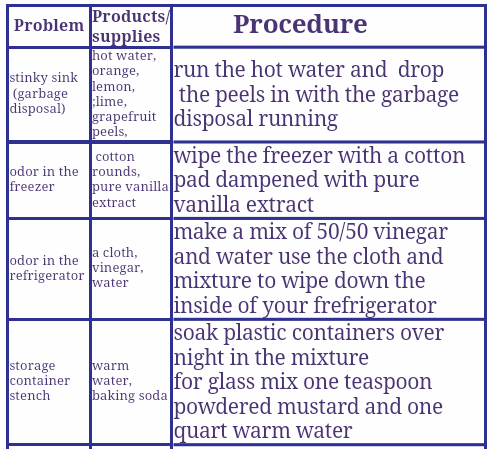 Problem
Products/
supplies
Procedure
stinky sink
(garbage
disposal)
hot water,
orange,
lemon,
;lime,
grapefruit
peels,
run the hot water and  drop
the peels in with the garbage
disposal running
odor in the
freezer
cotton
rounds,
pure vanilla
extract
wipe the freezer with a cotton
pad dampened with pure
vanilla extract
odor in the
refrigerator
a cloth,
vinegar,
water
make a mix of 50/50 vinegar
and water use the cloth and
mixture to wipe down the
inside of your frefrigerator
storage
container
stench
warm
water,
baking soda
soak plastic containers over
night in the mixture
for glass mix one teaspoon
powdered mustard and one
quart warm water